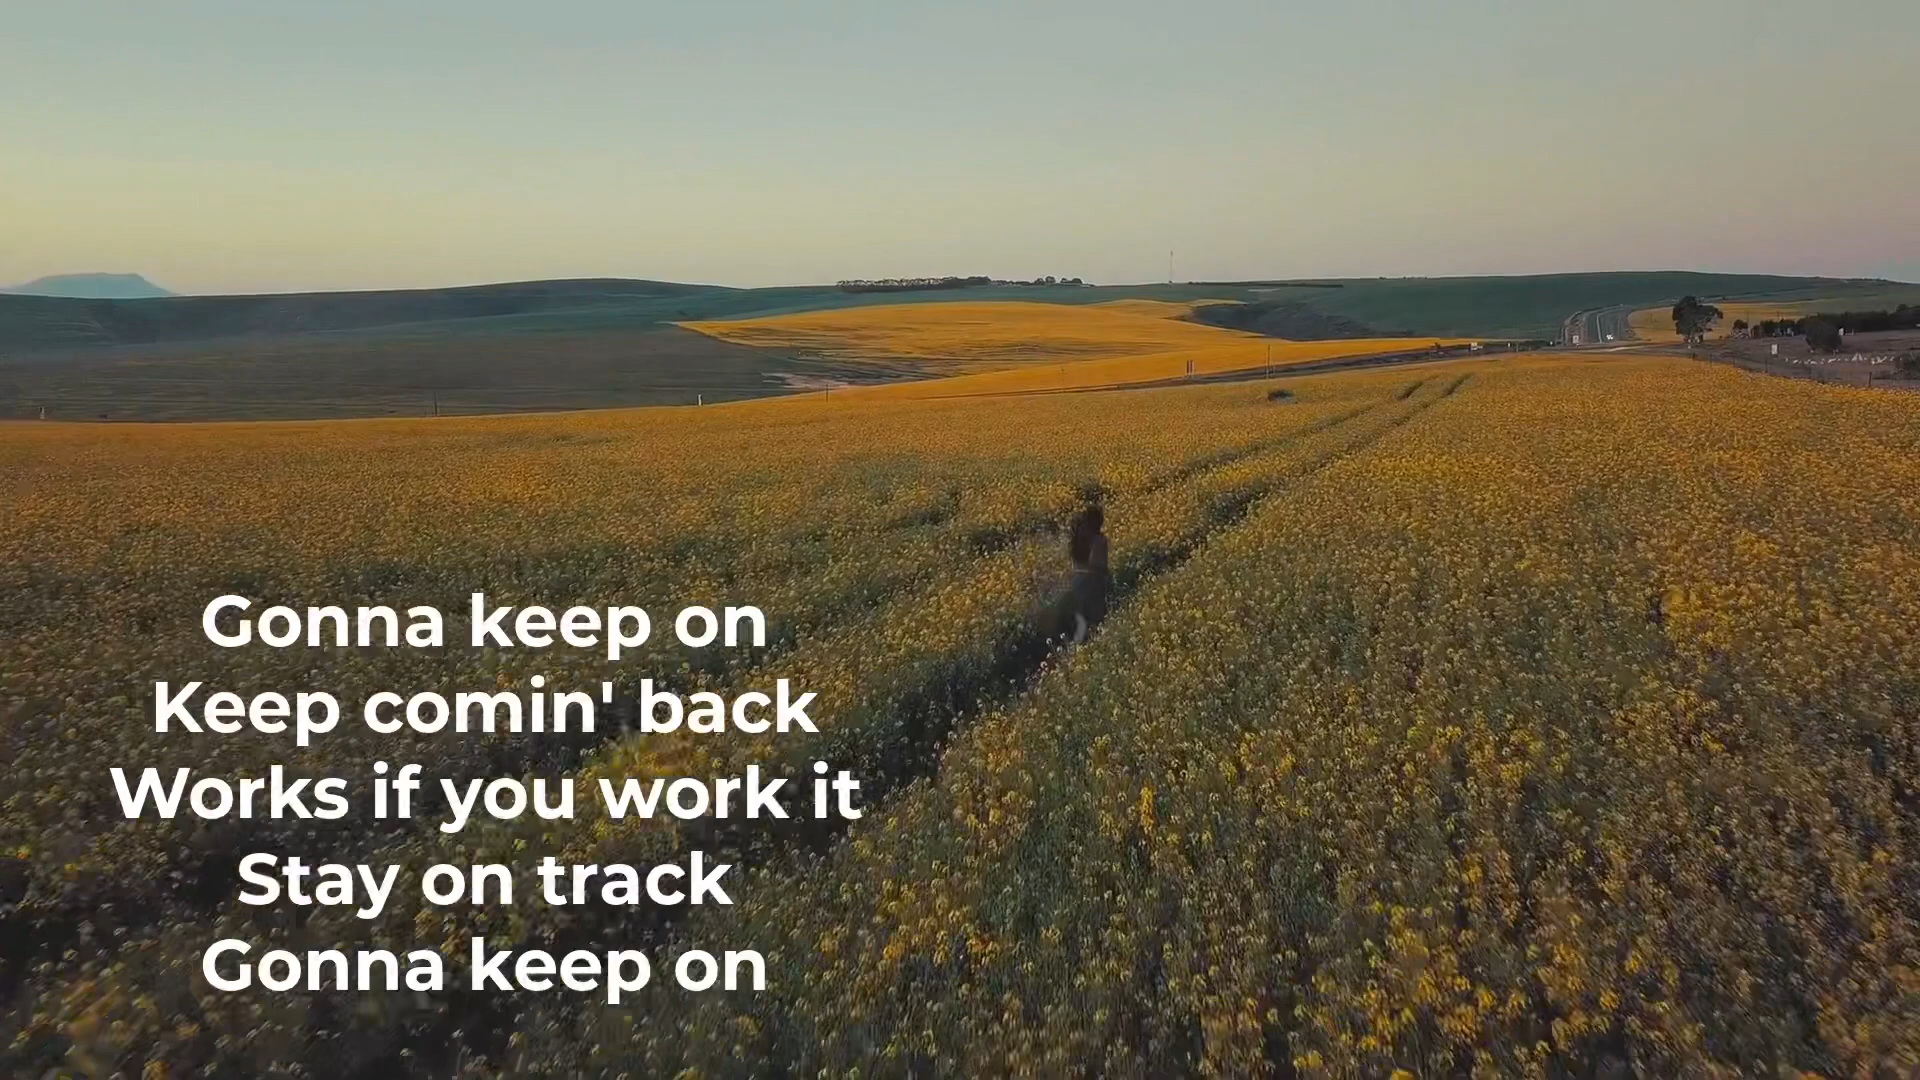 Gonna keep on
Keep comin' back
Works if you work it
Stay on track
Gonna keep on